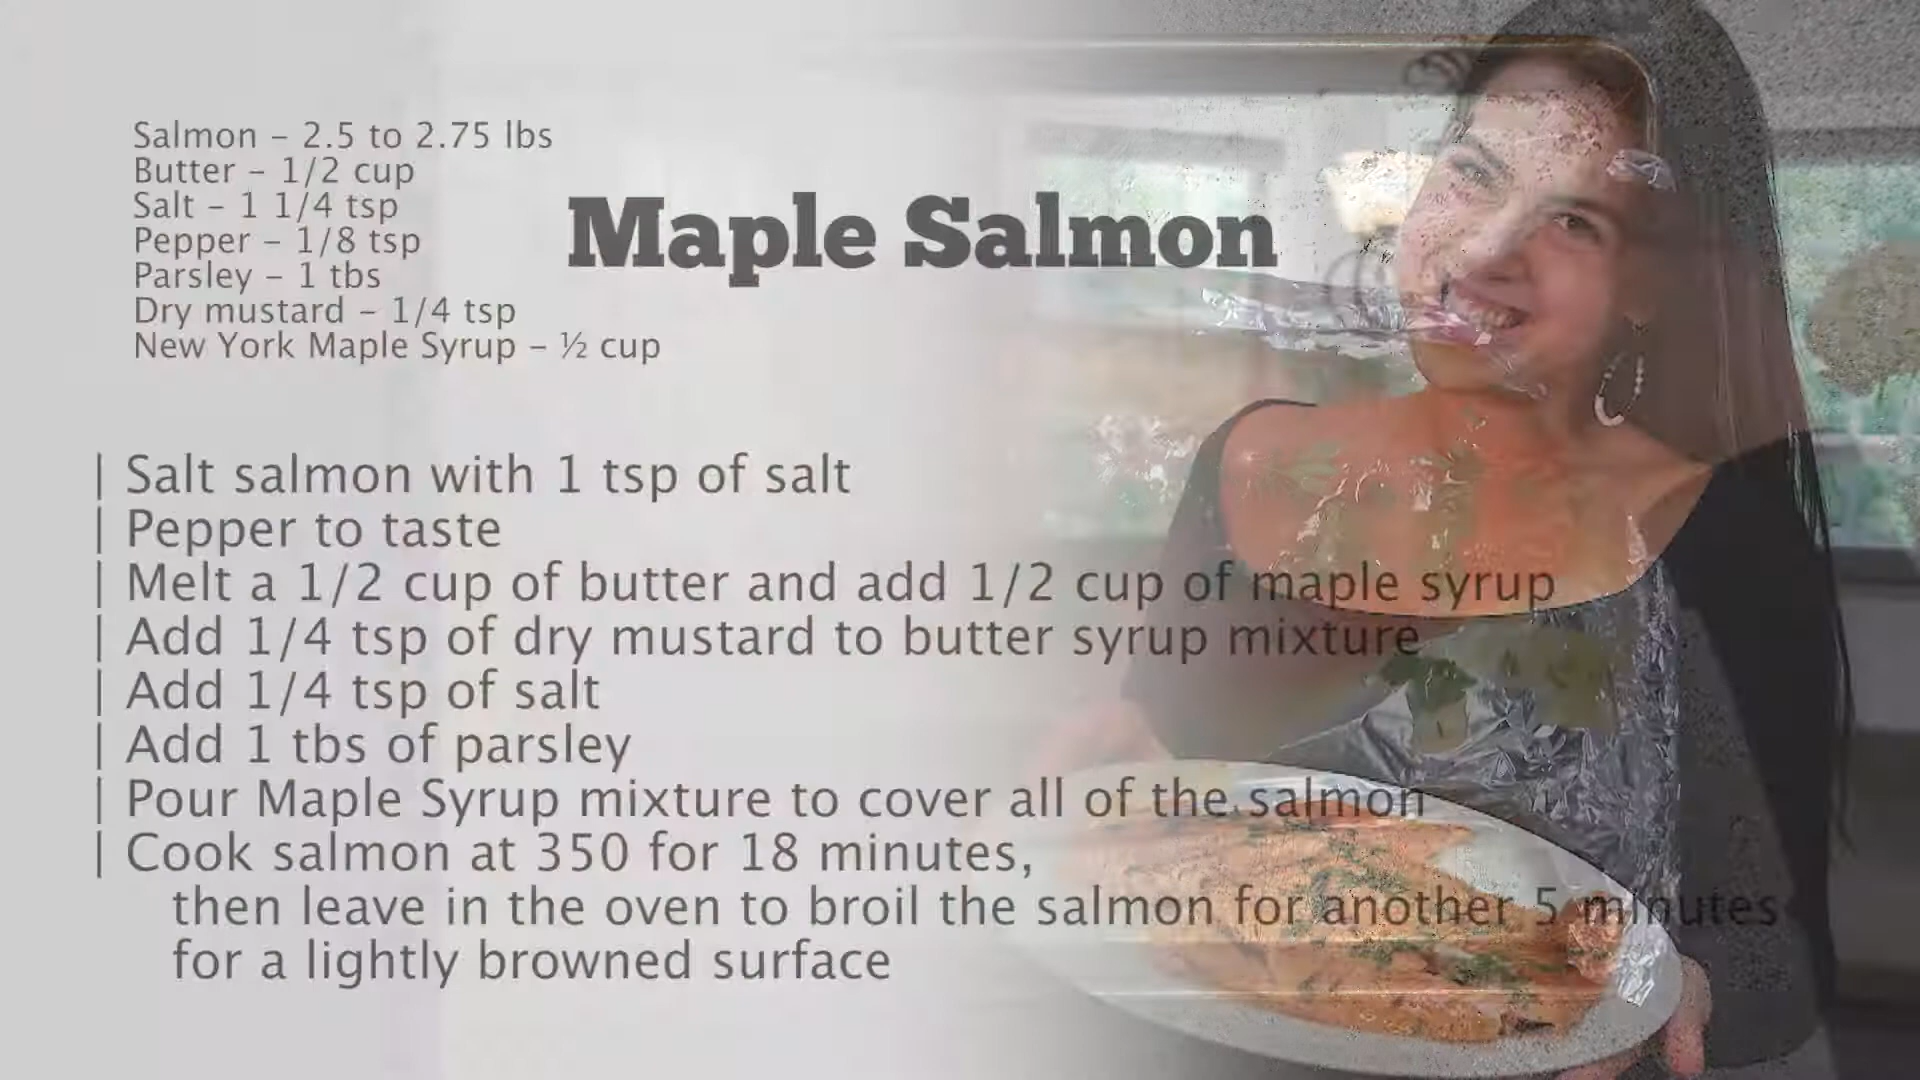 Salmon – 2.5 to 2.75 lbs
Butter – 1/2 cup
Salt – 1 1/4 tsp
Pepper – 1/8 tsp
Parsley – 1 tbs
Dry mustard – 1/4 tsp
New York Maple Syrup – ½ cup
Maple Salmon
| Salt salmon with 1 tsp of salt
| Pepper to taste
| Melt a 1/2 cup of butter and add 1/2 cup of maple syrup
| Add 1/4 tsp of dry mustard to butter syrup mixture
| Add 1/4 tsp of salt
| Add 1 tbs of parsley
| Pour Maple Syrup mixture to cover all of the salmon
| Cook salmon at 350 for 18 minutes,
then leave in the oven to broil the salmon for another 5 minutes
for a lightly browned surface